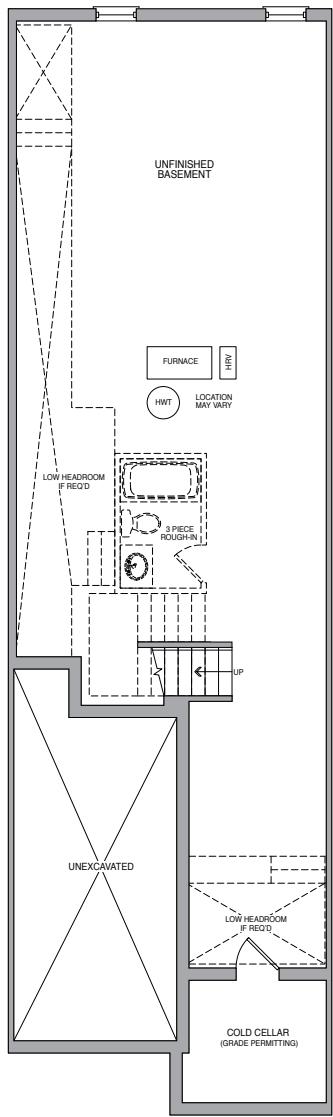 UNFINISHED
BASEMENT
FURNACE
HRV
HWT
LOCATION
MAY VARY
LOW HEADROOM
IF REQ'D
3 PIECE
ROUGH-IN
UP
UNEXCAVATED
LOW HEADROOM
IF REQ'D
COLD CELLAR
(GRADE PERMITTING)